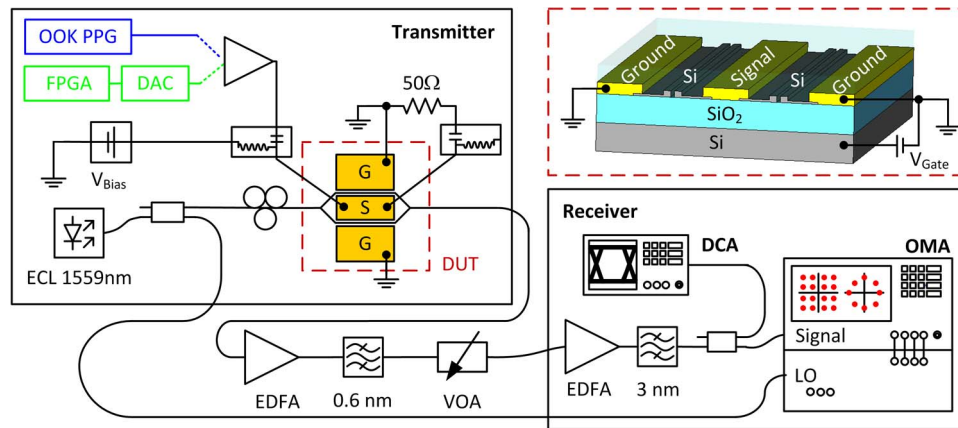 OOK PPG
FPGA
DAC
Transmitter
50Ω
V_Bias
G
S
G
DUT
ECL 1559nm
EDFA
0.6 nm
VOA
Ground
Si
Signal
Si
Ground
SiO₂
Si
V_Gate
Receiver
DCA
OMA
Signal
LO
EDFA
3 nm